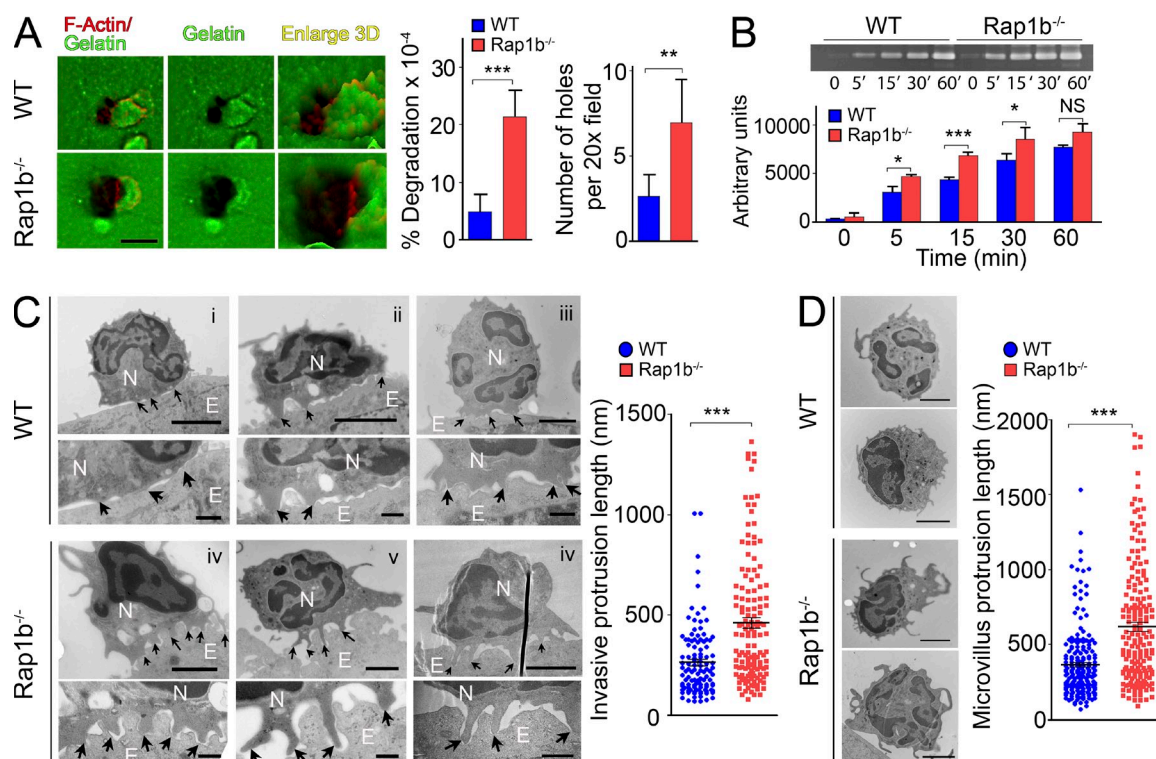 A
F-Actin/
Gelatin
Gelatin
Enlarge 3D
WT
Rap1b-/-
% Degradation x 10-4
30
20
10
0
***
WT
Rap1b-/-
Number of holes
per 20x field
10
5
0
**
B
WT
Rap1b-/-
0 5′ 15′ 30′ 60′ 0 5′ 15′ 30′ 60′
WT
Rap1b-/-
Arbitrary units
10000
5000
0
*
***
*
NS
0 5 15 30 60
Time (min)
C
WT
i
N
E
ii
N
E
iii
N
E
N
E
N
E
N
E
Rap1b-/-
iv
N
E
v
N
E
iv
N
E
N
E
N
E
N
E
WT
Rap1b-/-
Invasive protrusion length (nm)
1500
1000
500
0
***
D
WT
Rap1b-/-
WT
Rap1b-/-
Microvillus protrusion length (nm)
2000
1500
1000
500
0
***